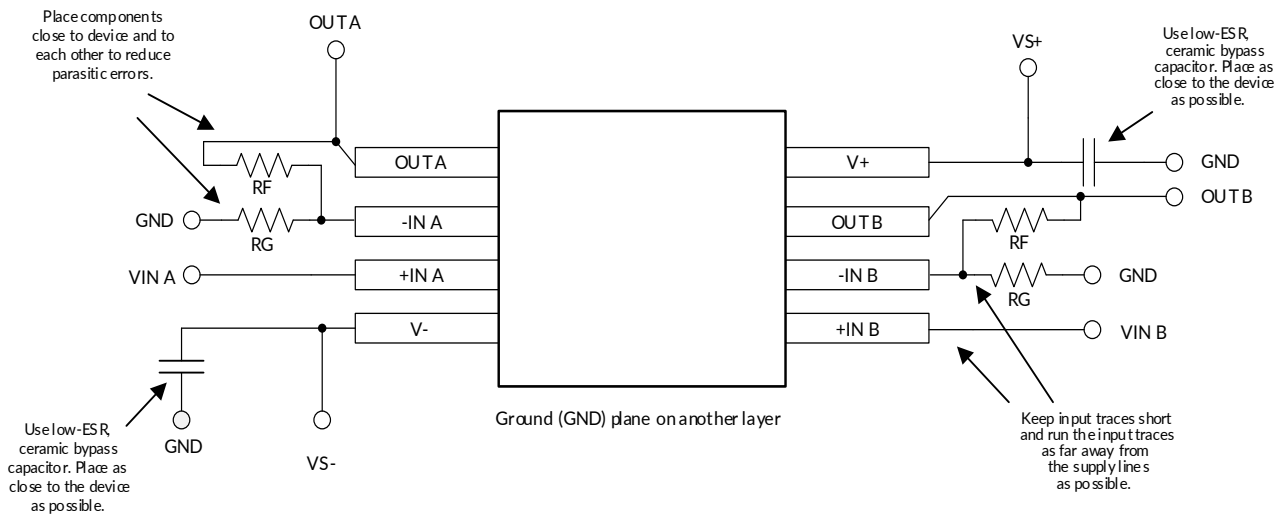 Place components
close to device and to
each other to reduce
parasitic errors.
OUT A
VS+
Use low-ESR,
ceramic bypass
capacitor. Place as
close to the device
as possible.
OUT A
V+
GND
RF
OUT B
OUT B
GND
-IN A
RF
RG
VIN A
+IN A
-IN B
GND
RG
V-
+IN B
VIN B
Ground (GND) plane on another layer
Use low-ESR,
ceramic bypass
capacitor. Place as
close to the device
as possible.
GND
VS-
Keep input traces short
and run the input traces
as far away from
the supply lines
as possible.